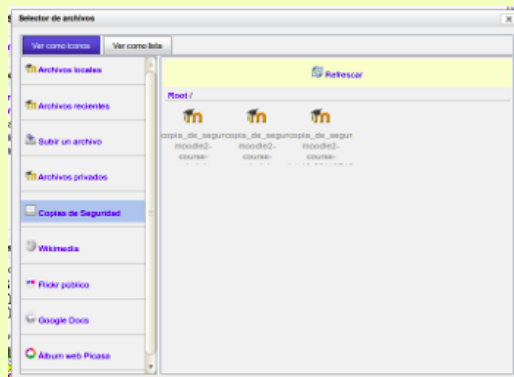 Selector de archivos
Ver como iconos
Ver como lista
Archivos locales
Archivos recientes
Subir un archivo
Archivos privados
Copias de Seguridad
Wikimedia
Flickr público
Google Docs
Álbum web Picasa
Refrescar
Root /
copia_de_segur copia_de_segur copia_de_segur
moodle2- moodle2- moodle2-
course- course- course-